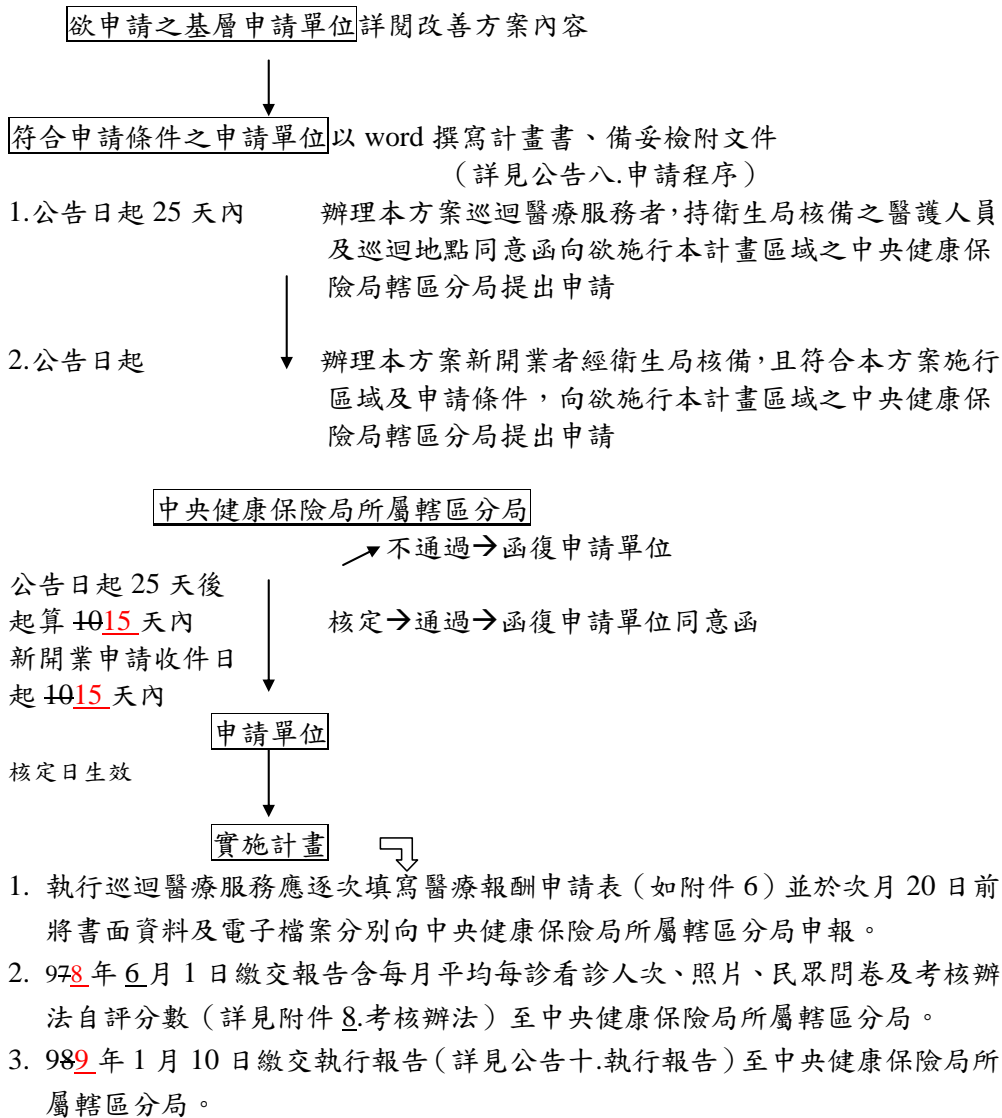 欲申請之基層申請單位詳閱改善方案內容
符合申請條件之申請單位以 word 撰寫計畫書、備妥檢附文件
（詳見公告八.申請程序）
1.公告日起 25 天內 辦理本方案巡迴醫療服務者,持衛生局核備之醫護人員
及巡迴地點同意函向欲施行本計畫區域之中央健康保
險局轄區分局提出申請
2.公告日起 辦理本方案新開業者經衛生局核備,且符合本方案施行
區域及申請條件，向欲施行本計畫區域之中央健康保
險局轄區分局提出申請
中央健康保險局所屬轄區分局
不通過→函復申請單位
公告日起 25 天後
起算 1015 天內 核定→通過→函復申請單位同意函
新開業申請收件日
起 1015 天內
申請單位
核定日生效
實施計畫
1. 執行巡迴醫療服務應逐次填寫醫療報酬申請表（如附件 6）並於次月 20 日前
將書面資料及電子檔案分別向中央健康保險局所屬轄區分局申報。
2. 978 年 6 月 1 日繳交報告含每月平均每診看診人次、照片、民眾問卷及考核辦
法自評分數（詳見附件 8.考核辦法）至中央健康保險局所屬轄區分局。
3. 989 年 1 月 10 日繳交執行報告（詳見公告十.執行報告）至中央健康保險局所
屬轄區分局。